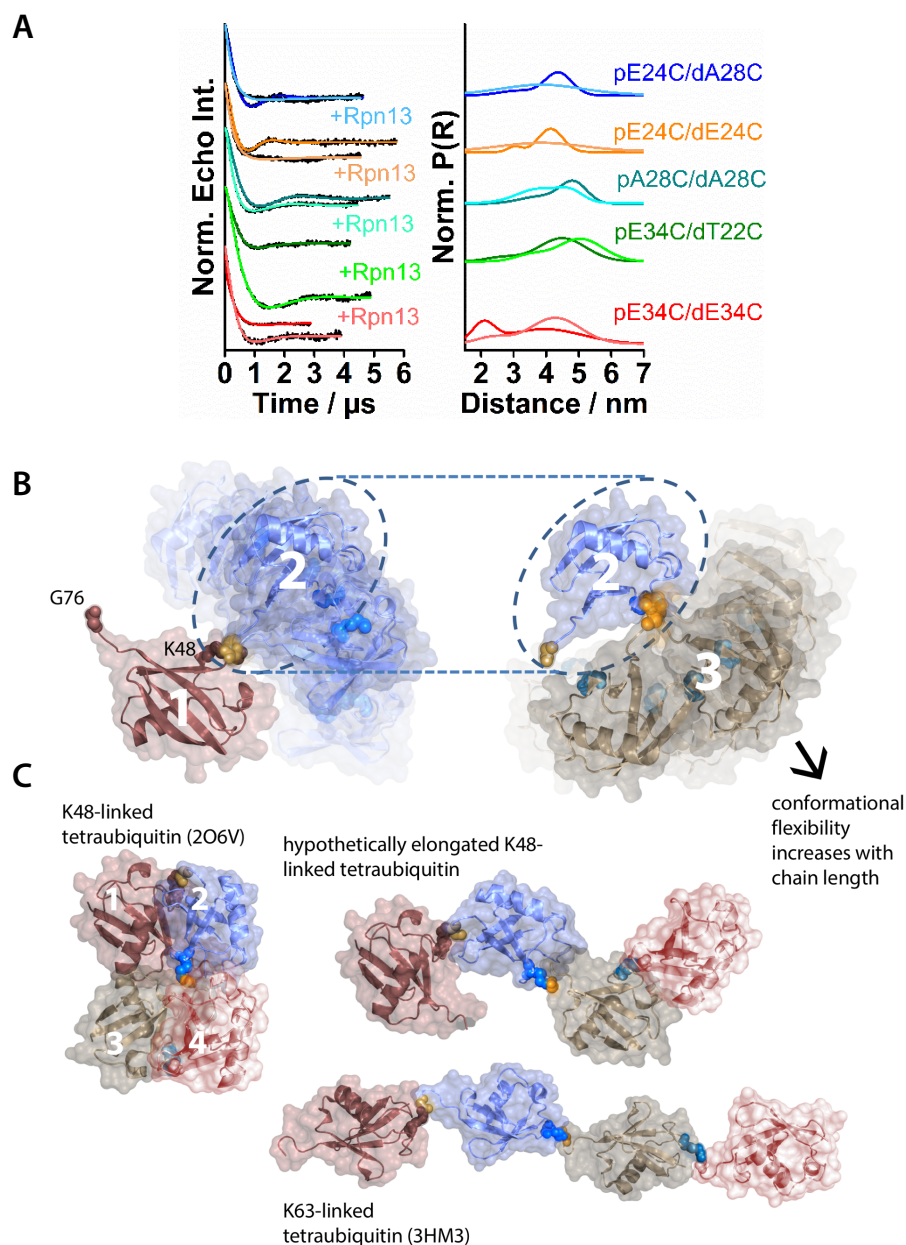 A
Norm. Echo Int.
+Rpn13
+Rpn13
+Rpn13
+Rpn13
+Rpn13
0 1 2 3 4 5 6
Time / µs
Norm. P(R)
pE24C/dA28C
pE24C/dE24C
pA28C/dA28C
pE34C/dT22C
pE34C/dE34C
2 3 4 5 6 7
Distance / nm
B
G76
K48
1
2
2
3
conformational
flexibility
increases with
chain length
C
K48-linked
tetraubiquitin (2O6V)
1
2
3
4
hypothetically elongated K48-
linked tetraubiquitin
K63-linked
tetraubiquitin (3HM3)